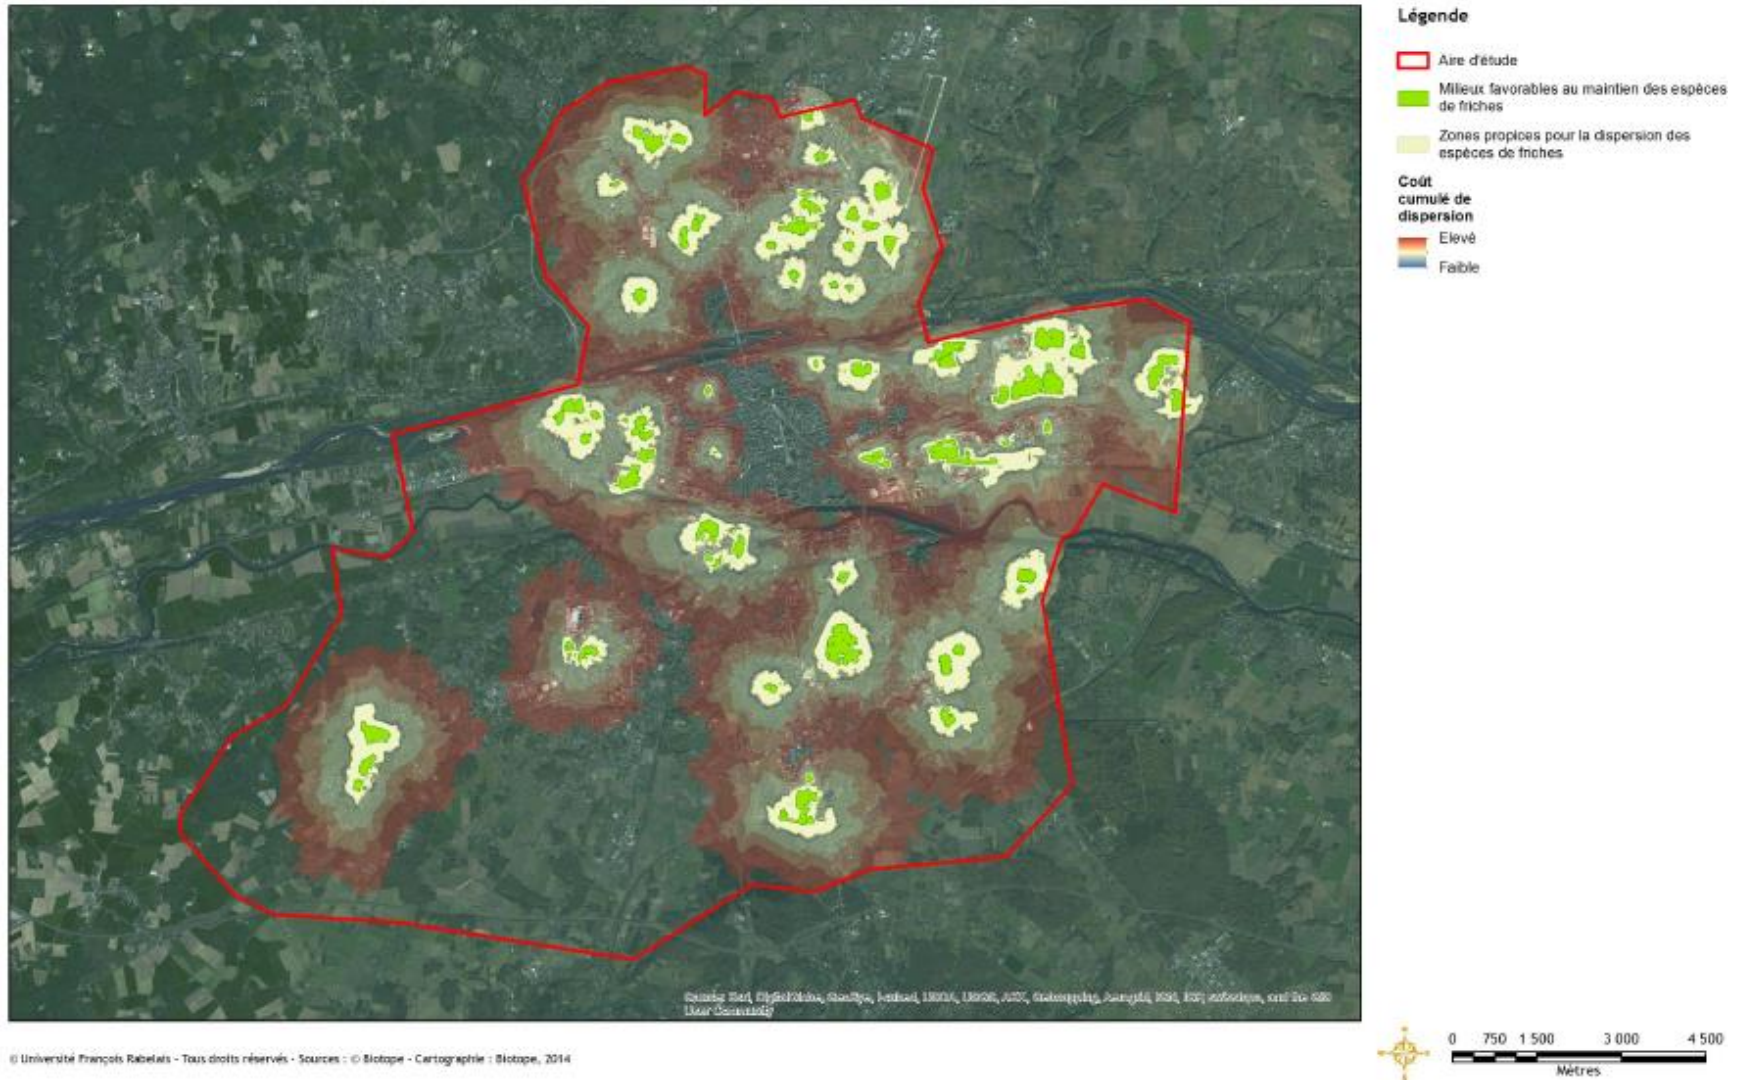 Légende
Aire d'étude
Milieux favorables au maintien des espèces
de friches
Zones propices pour la dispersion des
espèces de friches
Coût
cumulé de
dispersion
Elevé
Faible
User Community
© Université François Rabelais - Tous droits réservés - Sources : © Biotope - Cartographie : Biotope, 2014
0 750 1 500 3 000 4 500
Mètres